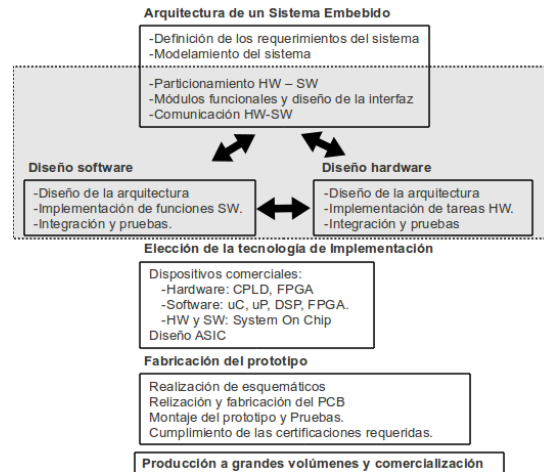 Arquitectura de un Sistema Embebido
-Definición de los requerimientos del sistema
-Modelamiento del sistema
-Particionamiento HW – SW
-Módulos funcionales y diseño de la interfaz
-Comunicación HW-SW
Diseño software
-Diseño de la arquitectura
-Implementación de funciones SW.
-Integración y pruebas.
Diseño hardware
-Diseño de la arquitectura
-Implementación de tareas HW.
-Integración y pruebas
Elección de la tecnología de Implementación
Dispositivos comerciales:
-Hardware: CPLD, FPGA
-Software: uC, uP, DSP, FPGA.
-HW y SW: System On Chip
Diseño ASIC
Fabricación del prototipo
Realización de esquemáticos
Relización y fabricación del PCB
Montaje del prototipo y Pruebas.
Cumplimiento de las certificaciones requeridas.
Producción a grandes volúmenes y comercialización